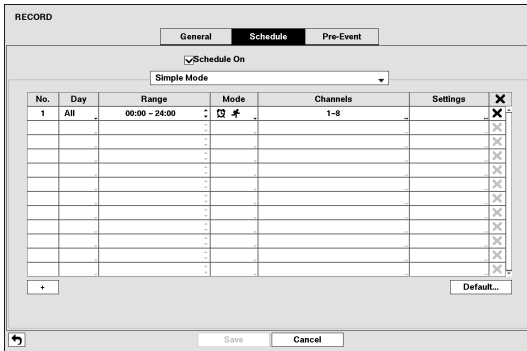 RECORD
General Schedule Pre-Event
Schedule On
Simple Mode
No. Day Range Mode Channels Settings
1 All 00:00 ~ 24:00 1~8
+ Default...
Save Cancel